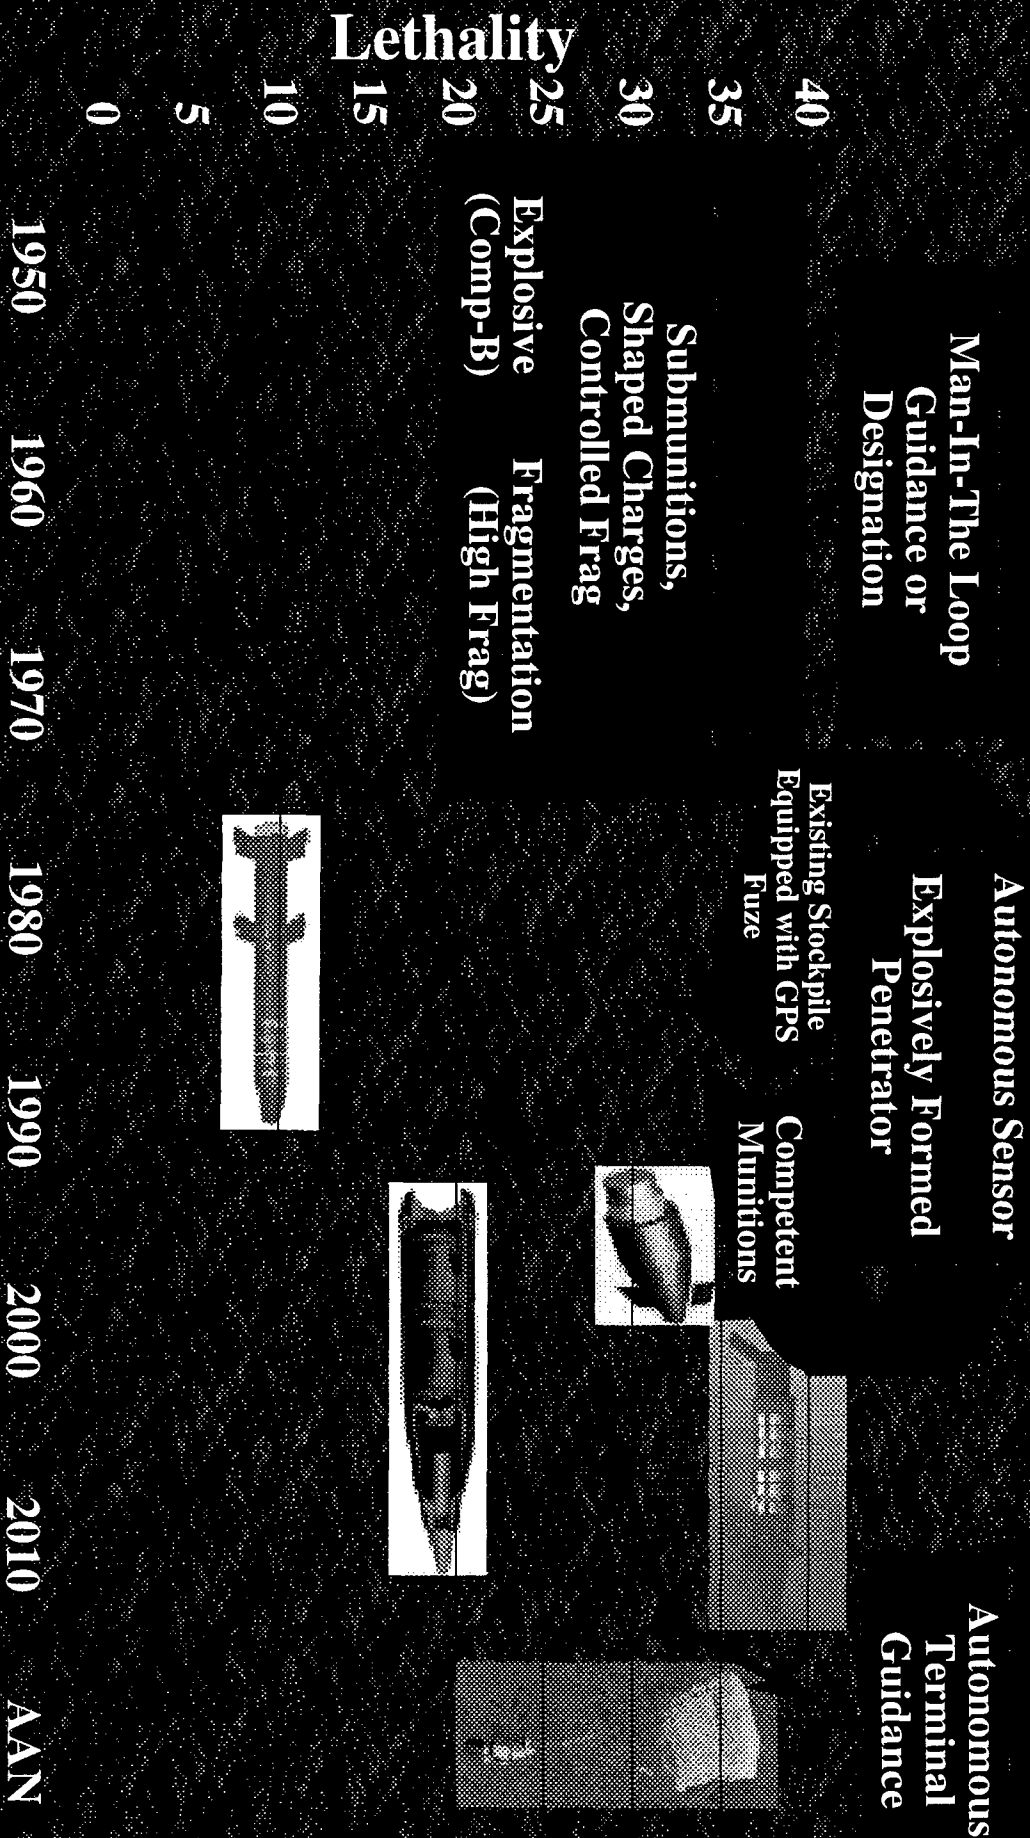 Lethality
40
35
30
25
20
15
10
5
0
Man-In-The Loop
Guidance or
Designation
Submunitions,
Shaped Charges,
Controlled Frag
Explosive
(Comp-B)
Fragmentation
(High Frag)
Autonomous Sensor
Explosively Formed
Penetrator
Existing Stockpile
Equipped with GPS
Fuze
Competent
Munitions
Autonomous
Terminal
Guidance
1950
1960
1970
1980
1990
2000
2010
AAN